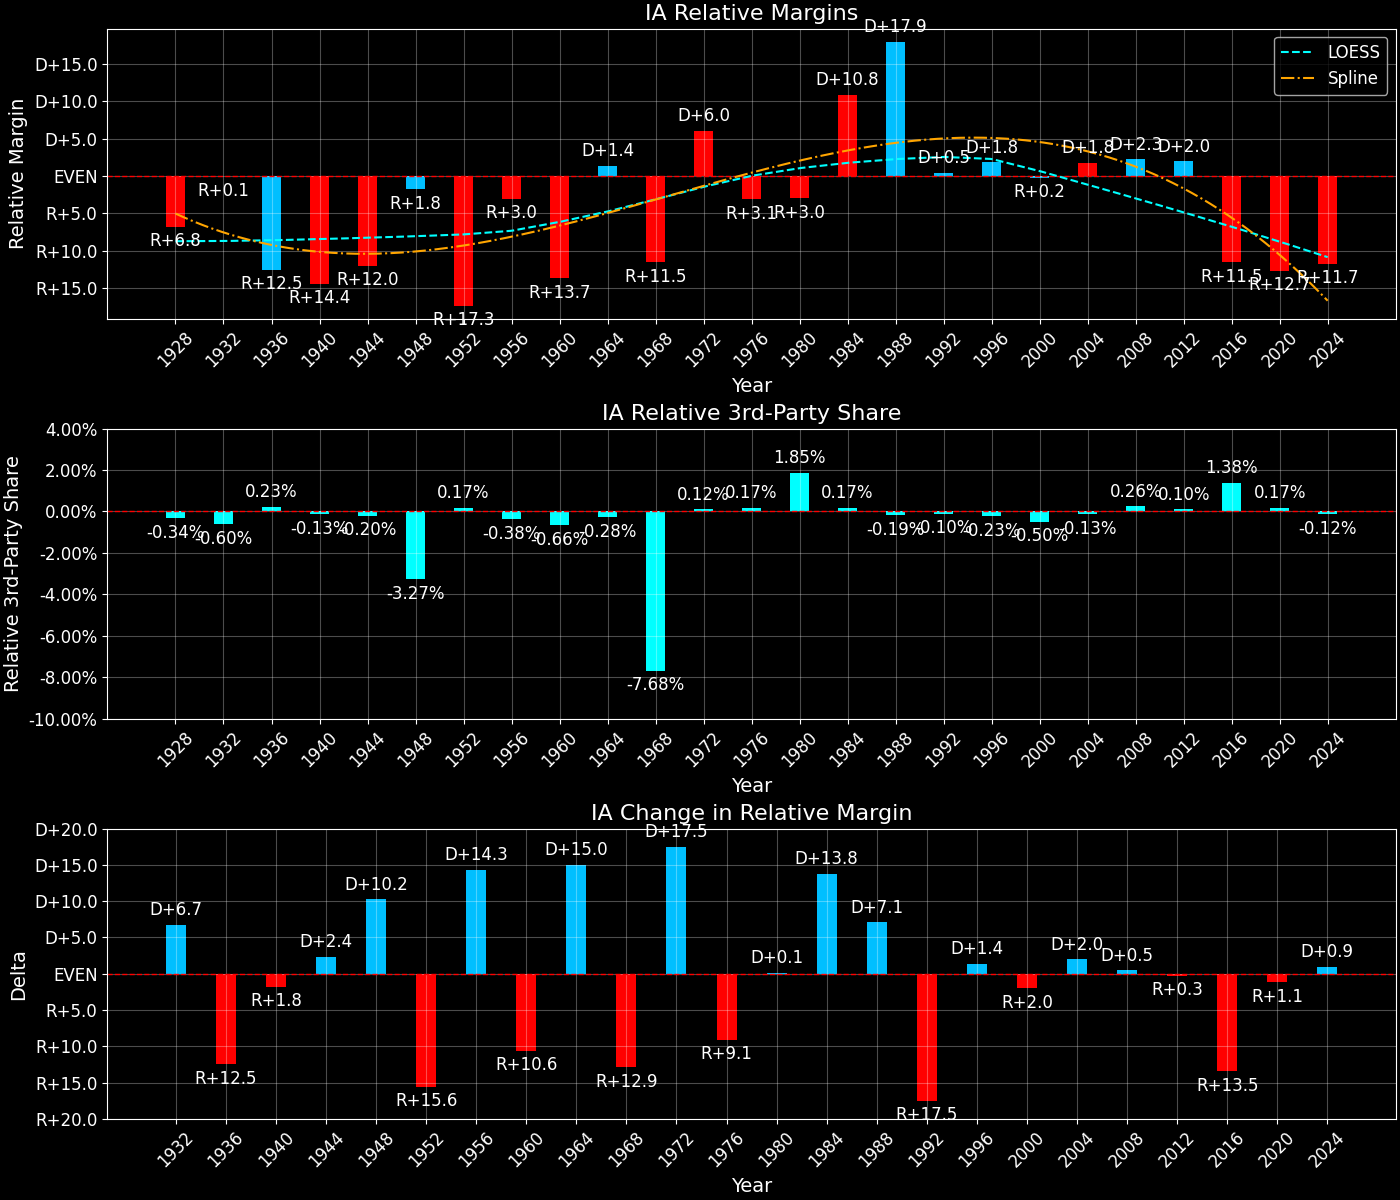 IA Relative Margins
Relative Margin
D+15.0
D+10.0
D+5.0
EVEN
R+5.0
R+10.0
R+15.0
LOESS
Spline
R+6.8
R+0.1
R+12.5
R+14.4
R+12.0
R+1.8
R+17.3
R+3.0
R+13.7
D+1.4
R+11.5
D+6.0
R+3.1
R+3.0
D+10.8
D+17.9
D+0.5
D+1.8
R+0.2
D+1.8
D+2.3
D+2.0
R+11.5
R+12.7
R+11.7
1928 1932 1936 1940 1944 1948 1952 1956 1960 1964 1968 1972 1976 1980 1984 1988 1992 1996 2000 2004 2008 2012 2016 2020 2024
Year
IA Relative 3rd-Party Share
Relative 3rd-Party Share
4.00%
2.00%
0.00%
-2.00%
-4.00%
-6.00%
-8.00%
-10.00%
-0.34%
-0.60%
0.23%
-0.13%
-0.20%
-3.27%
0.17%
-0.38%
-0.66%
-0.28%
-7.68%
0.12%
0.17%
1.85%
0.17%
-0.19%
-0.10%
-0.23%
-0.50%
-0.13%
0.26%
0.10%
1.38%
0.17%
-0.12%
1928 1932 1936 1940 1944 1948 1952 1956 1960 1964 1968 1972 1976 1980 1984 1988 1992 1996 2000 2004 2008 2012 2016 2020 2024
Year
IA Change in Relative Margin
Delta
D+20.0
D+15.0
D+10.0
D+5.0
EVEN
R+5.0
R+10.0
R+15.0
R+20.0
D+6.7
R+12.5
R+1.8
D+2.4
D+10.2
R+15.6
D+14.3
R+10.6
D+15.0
R+12.9
D+17.5
R+9.1
D+0.1
D+13.8
D+7.1
R+17.5
D+1.4
R+2.0
D+2.0
D+0.5
R+0.3
R+13.5
R+1.1
D+0.9
1932 1936 1940 1944 1948 1952 1956 1960 1964 1968 1972 1976 1980 1984 1988 1992 1996 2000 2004 2008 2012 2016 2020 2024
Year